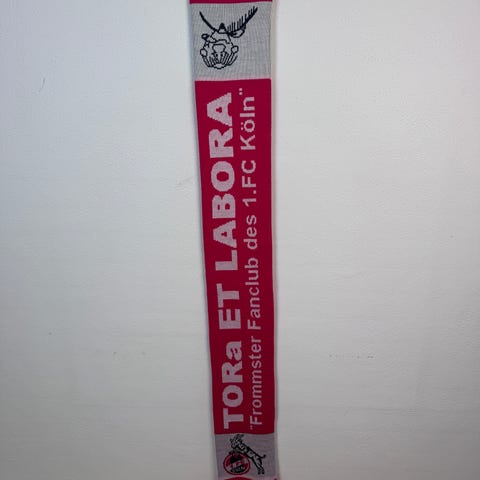 TORa ET LABORA
"Frommster Fanclub des 1.FC Köln"